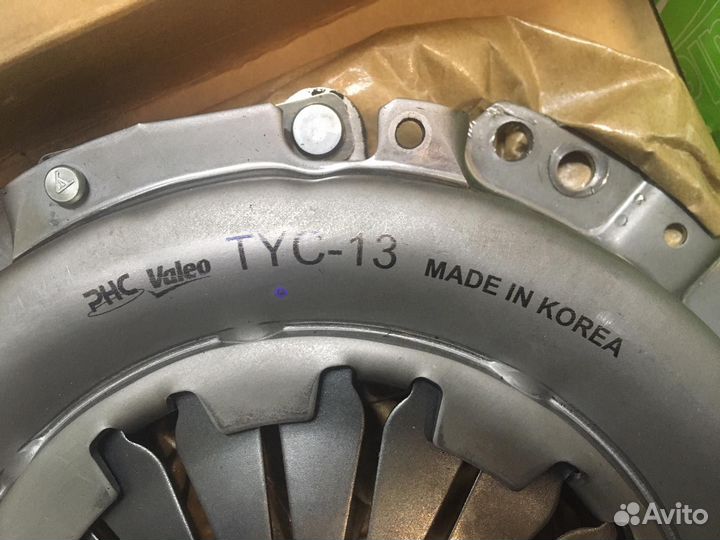 PHC Valeo TYC-13 MADE IN KOREA
Avito